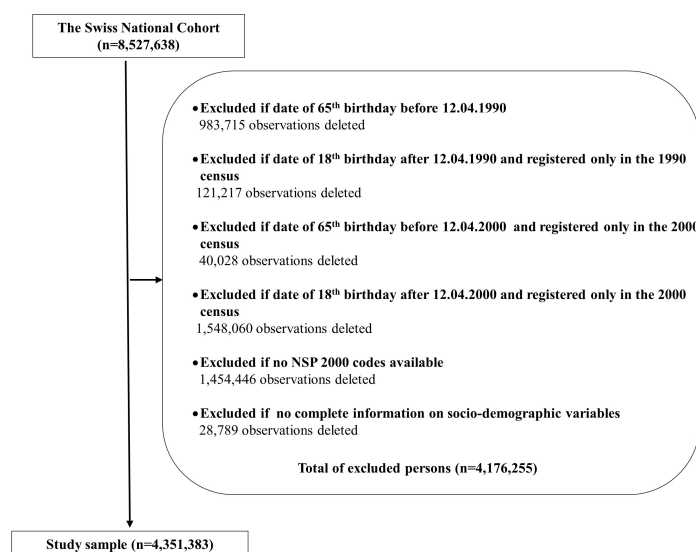 The Swiss National Cohort
(n=8,527,638)
•Excluded if date of 65th birthday before 12.04.1990
983,715 observations deleted
•Excluded if date of 18th birthday after 12.04.1990 and registered only in the 1990
census
121,217 observations deleted
•Excluded if date of 65th birthday before 12.04.2000 and registered only in the 2000
census
40,028 observations deleted
•Excluded if date of 18th birthday after 12.04.2000 and registered only in the 2000
census
1,548,060 observations deleted
•Excluded if no NSP 2000 codes available
1,454,446 observations deleted
•Excluded if no complete information on socio-demographic variables
28,789 observations deleted
Total of excluded persons (n=4,176,255)
Study sample (n=4,351,383)